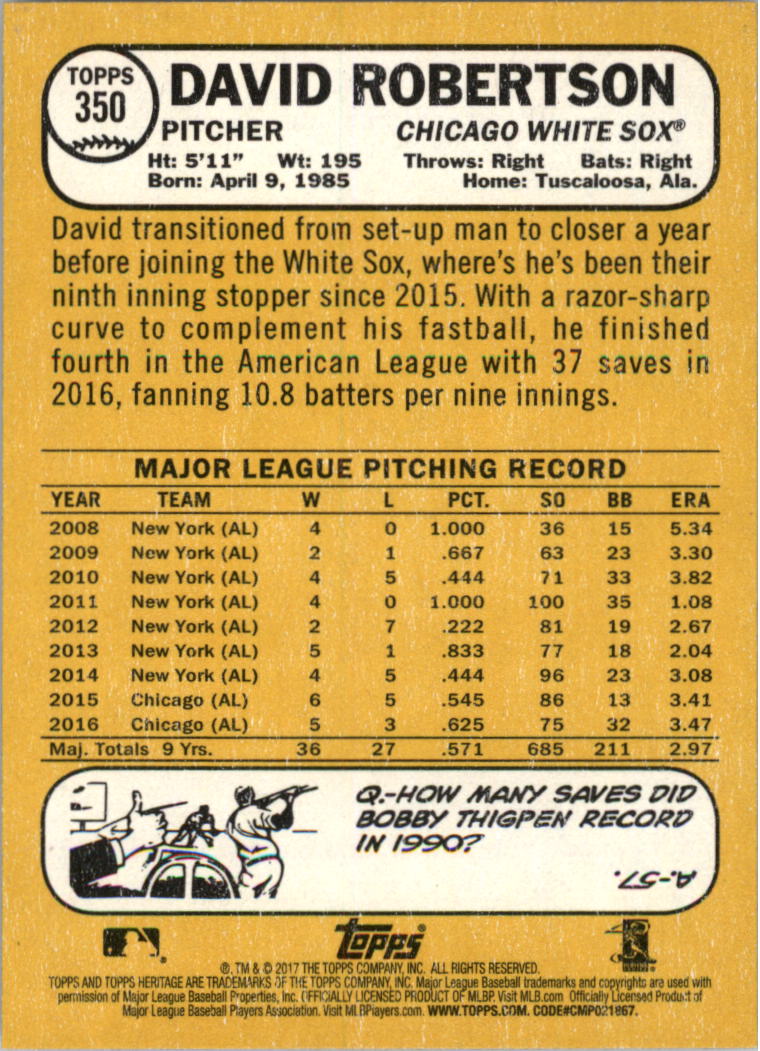 TOPPS
350
DAVID ROBERTSON
PITCHER CHICAGO WHITE SOX®
Ht: 5'11" Wt: 195 Throws: Right Bats: Right
Born: April 9, 1985 Home: Tuscaloosa, Ala.
David transitioned from set-up man to closer a year
before joining the White Sox, where's he's been their
ninth inning stopper since 2015. With a razor-sharp
curve to complement his fastball, he finished
fourth in the American League with 37 saves in
2016, fanning 10.8 batters per nine innings.
MAJOR LEAGUE PITCHING RECORD
YEAR TEAM W L PCT. SO BB ERA
2008 New York (AL) 4 0 1.000 36 15 5.34
2009 New York (AL) 2 1 .667 63 23 3.30
2010 New York (AL) 4 5 .444 71 33 3.82
2011 New York (AL) 4 0 1.000 100 35 1.08
2012 New York (AL) 2 7 .222 81 19 2.67
2013 New York (AL) 5 1 .833 77 18 2.04
2014 New York (AL) 4 5 .444 96 23 3.08
2015 Chicago (AL) 6 5 .545 86 13 3.41
2016 Chicago (AL) 5 3 .625 75 32 3.47
Maj. Totals 9 Yrs. 36 27 .571 685 211 2.97
Q.-HOW MANY SAVES DID
BOBBY THIGPEN RECORD
IN 1990?
A.-57.
topps
®, TM & © 2017 THE TOPPS COMPANY, INC. ALL RIGHTS RESERVED.
TOPPS AND TOPPS HERITAGE ARE TRADEMARKS OF THE TOPPS COMPANY, INC. Major League Baseball trademarks and copyrights are used with
permission of Major League Baseball Properties, Inc. OFFICIALLY LICENSED PRODUCT OF MLBP. Visit MLB.com Officially Licensed Product of
Major League Baseball Players Association. Visit MLBPlayers.com. WWW.TOPPS.COM. CODE#CMP021867.